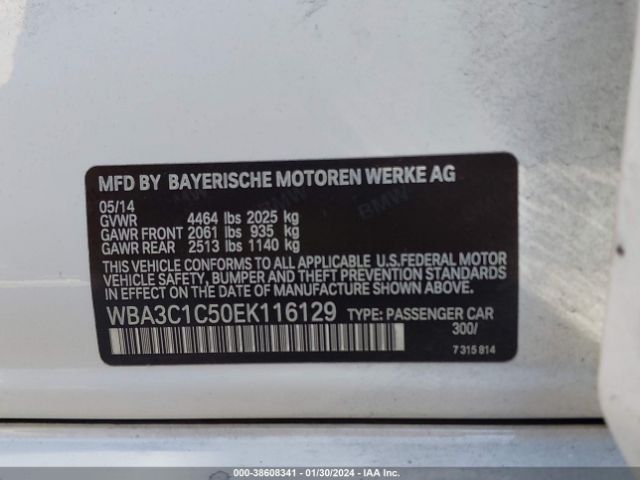 MFD BY BAYERISCHE MOTOREN WERKE AG
05/14
GVWR 4464 lbs 2025 kg
GAWR FRONT 2061 lbs 935 kg
GAWR REAR 2513 lbs 1140 kg
THIS VEHICLE CONFORMS TO ALL APPLICABLE U.S.FEDERAL MOTOR
VEHICLE SAFETY, BUMPER AND THEFT PREVENTION
STANDARDS IN EFFECT ON THE DATE OF MANUFACTURE SHOWN ABOVE.
WBA3C1C50EK116129 TYPE: PASSENGER CAR
300/
7 315 814
000-38608341 - 01/30/2024 - IAA Inc.